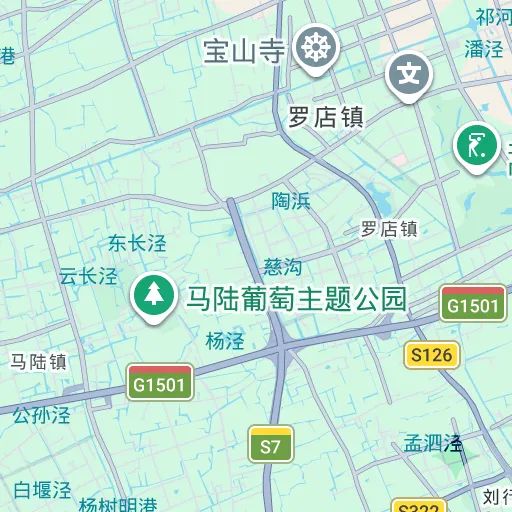 祁河
港
宝山寺
潘泾
文
罗店镇
陶浜
罗店镇
东长泾
慈沟
云长泾
马陆葡萄主题公园
G1501
杨泾
S126
马陆镇
G1501
公孙泾
S7
孟泗泾
白堰泾
杨树明港
S322
刘行